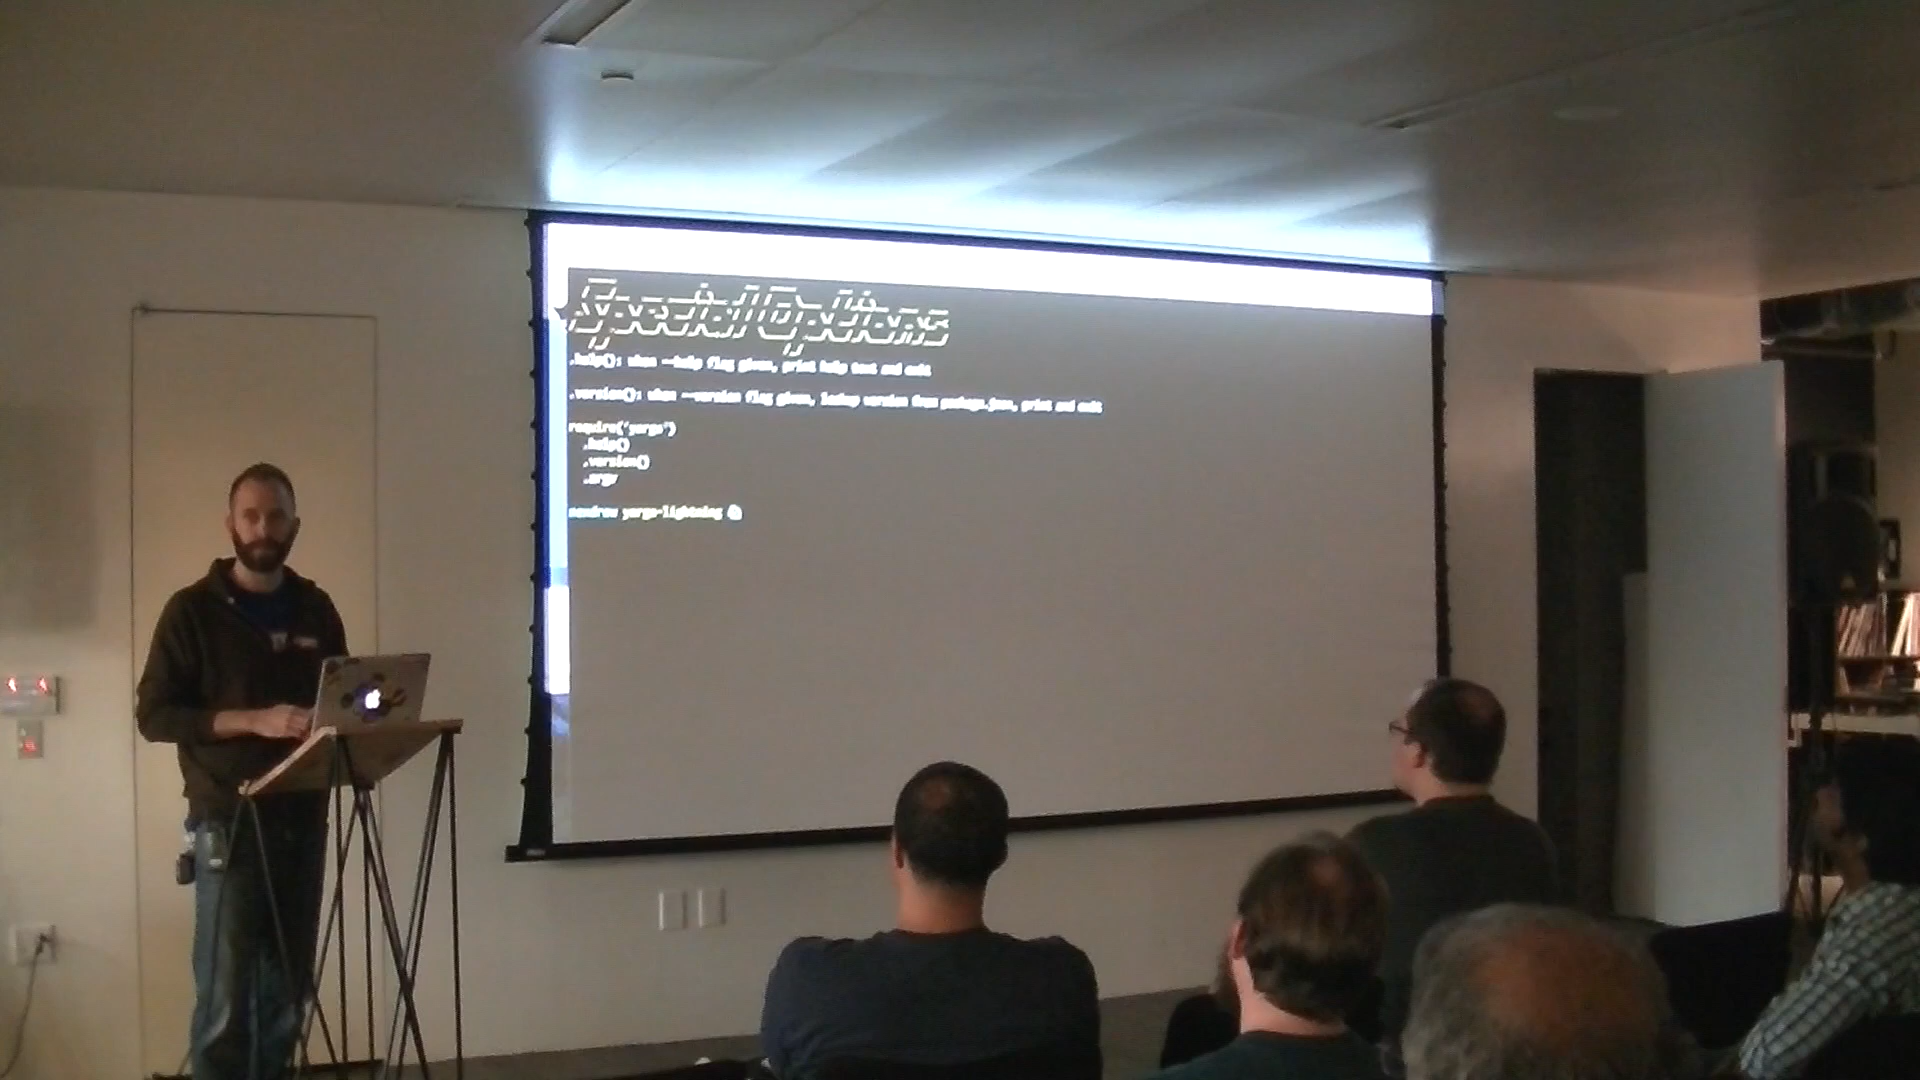 Special Options
.help(): when --help flag given, print help text and exit
.version(): when --version flag given, lookup version from package.json, print and exit
require('yargs')
.help()
.version()
.argv
yargs-lightning